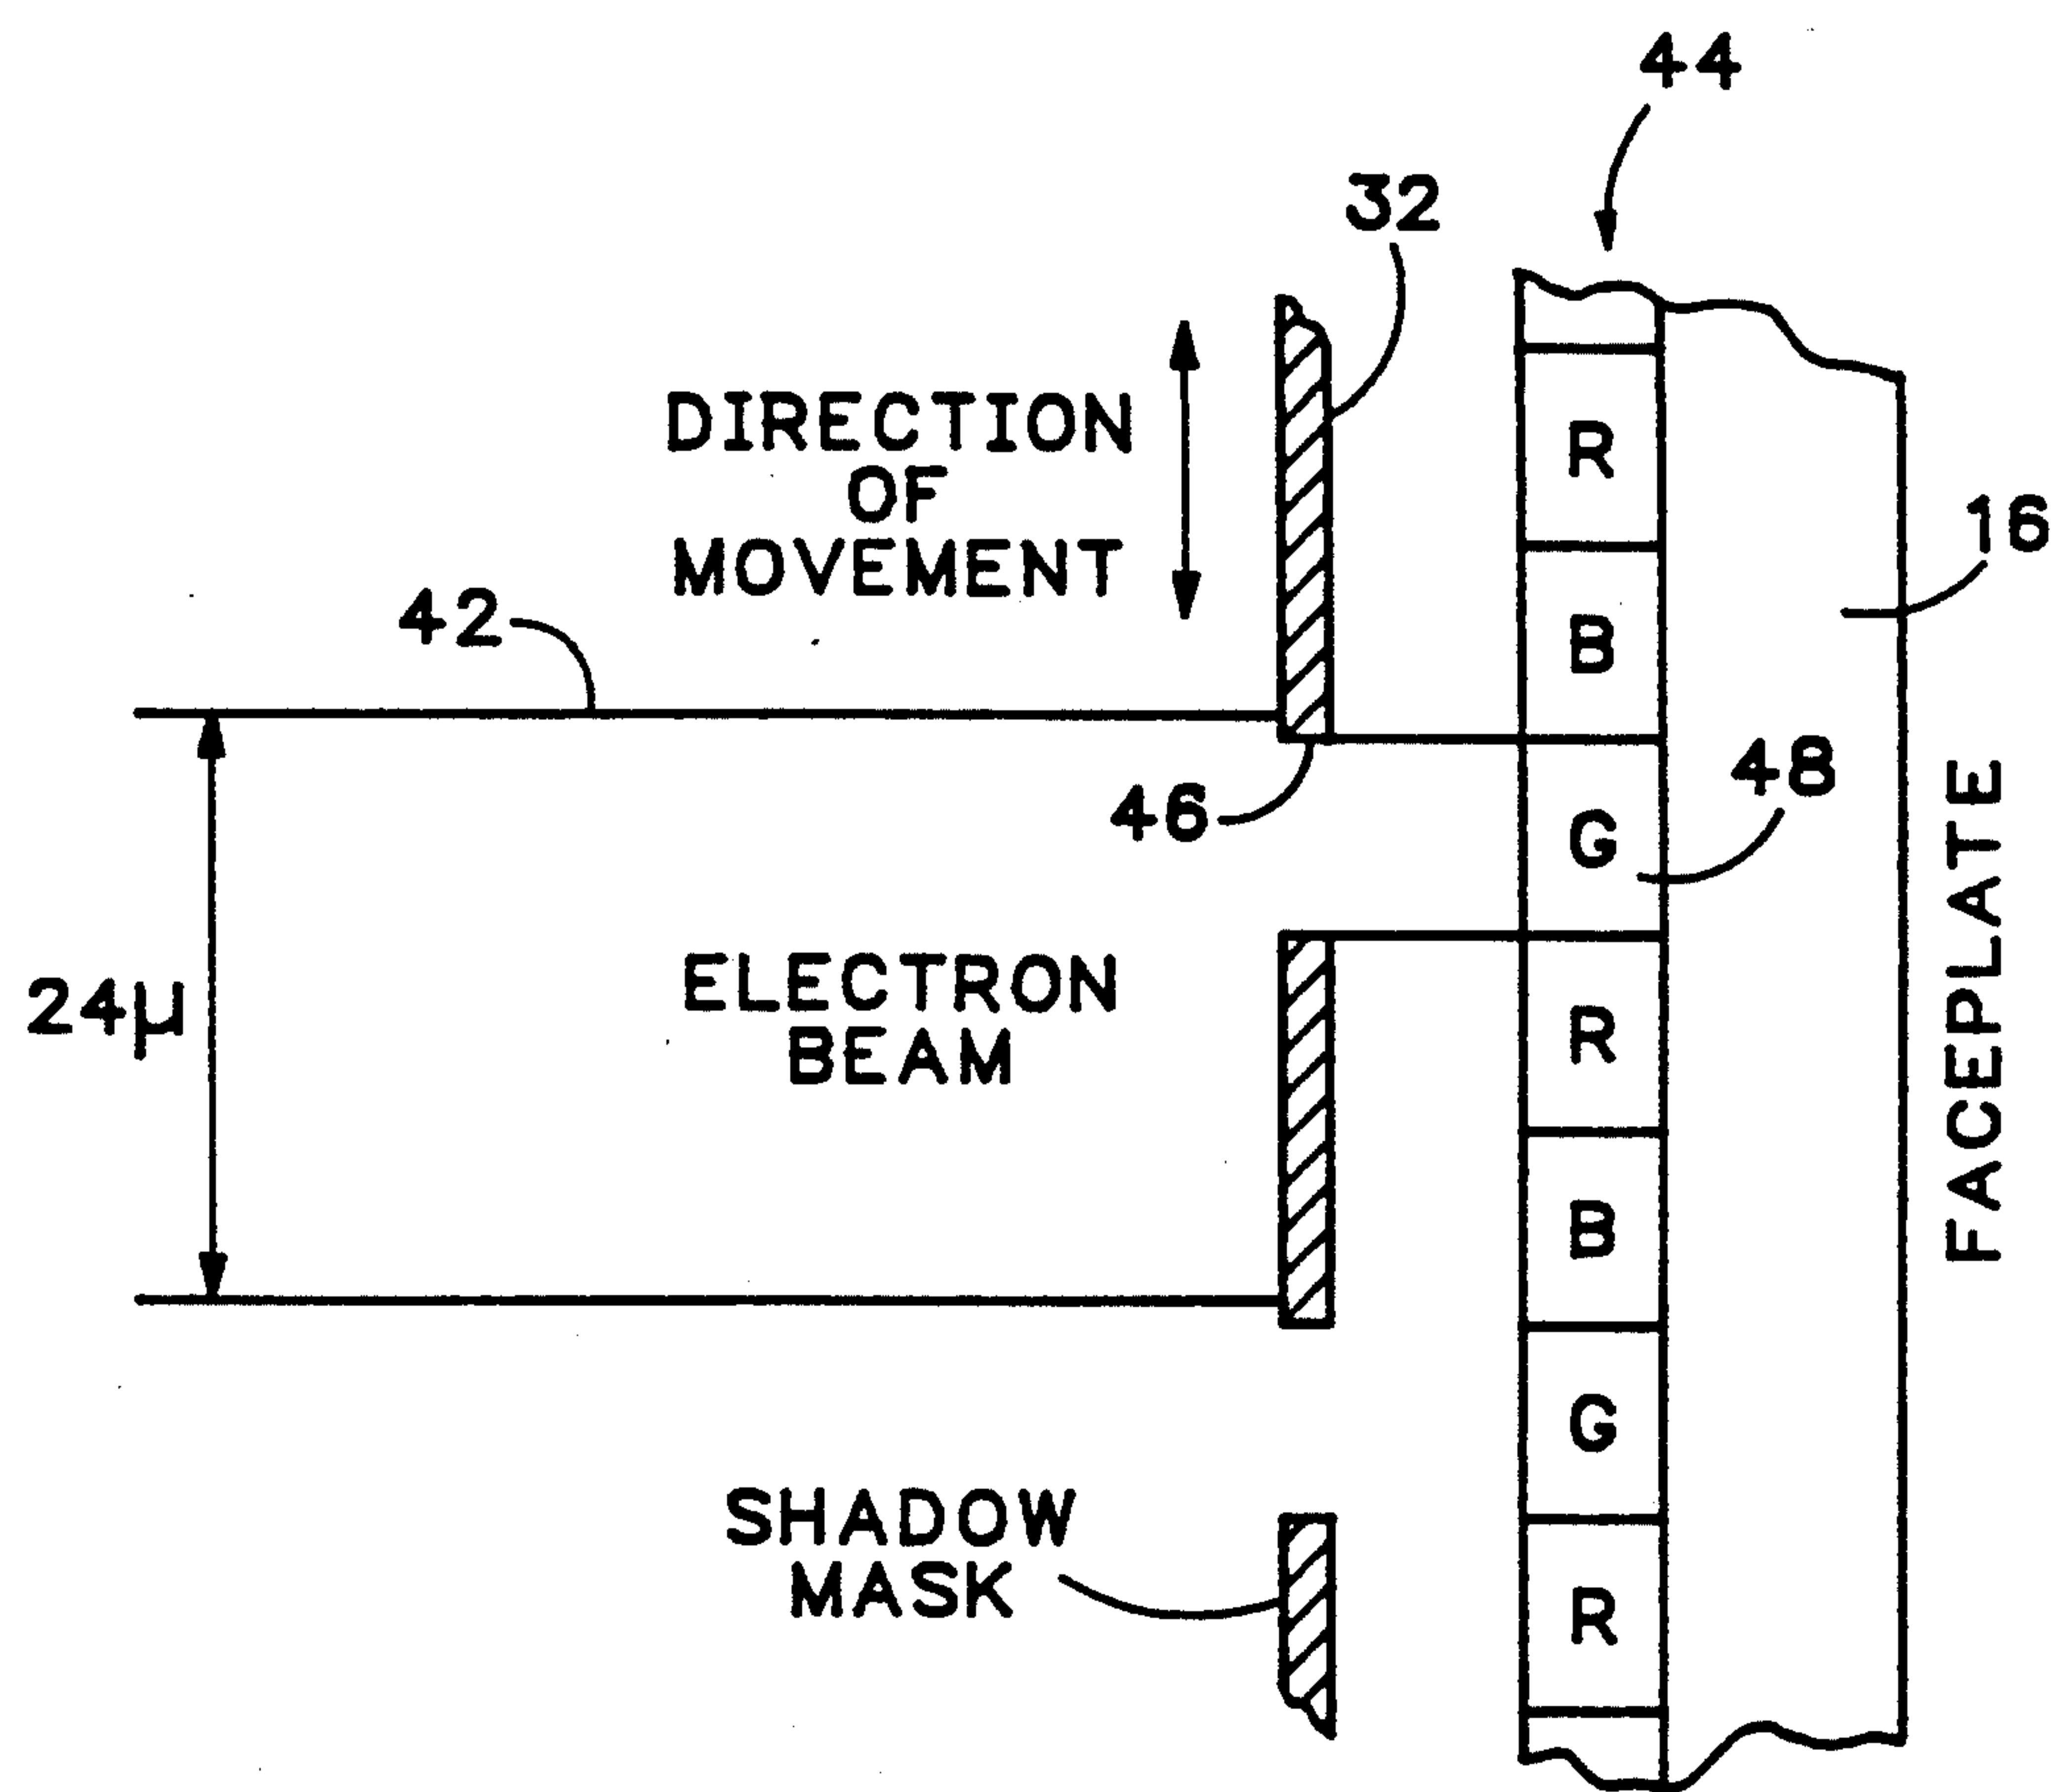 44
32
DIRECTION
OF
MOVEMENT
16
42
46
48
24µ
ELECTRON
BEAM
FACEPLATE
SHADOW
MASK
R
B
G
R
B
G
R